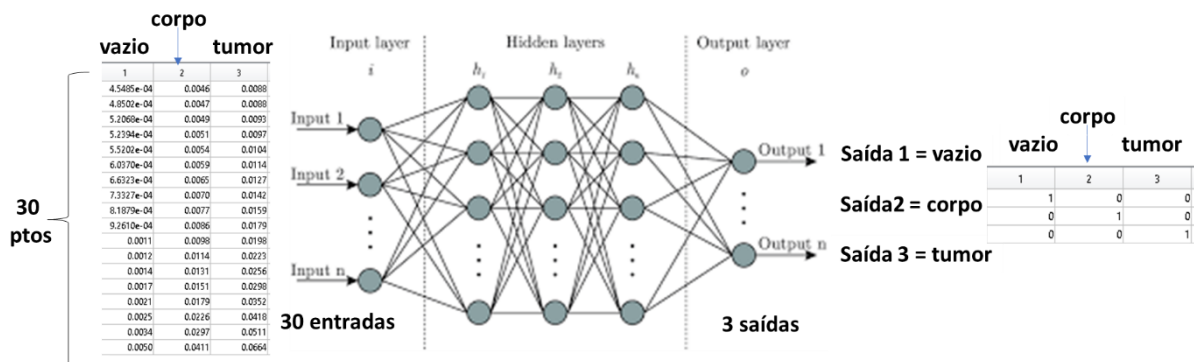 corpo
vazio tumor
1 2 3
4.5485e-04 0.0046 0.0088
4.8502e-04 0.0047 0.0088
5.2068e-04 0.0049 0.0093
5.2394e-04 0.0051 0.0097
5.5202e-04 0.0054 0.0104
6.0370e-04 0.0059 0.0114
6.6323e-04 0.0065 0.0127
7.3327e-04 0.0070 0.0142
8.1879e-04 0.0077 0.0159
9.2610e-04 0.0086 0.0179
0.0011 0.0098 0.0198
0.0012 0.0114 0.0223
0.0014 0.0131 0.0256
0.0017 0.0151 0.0298
0.0021 0.0179 0.0352
0.0025 0.0226 0.0418
0.0034 0.0297 0.0511
0.0050 0.0411 0.0664
30
ptos
Input layer Hidden layers Output layer
i h₁ h₂ hₙ o
Input 1
Input 2
Input n
Output 1
Output n
30 entradas
3 saídas
Saída 1 = vazio
Saída2 = corpo
Saída 3 = tumor
corpo
vazio tumor
1 2 3
1 0 0
0 1 0
0 0 1